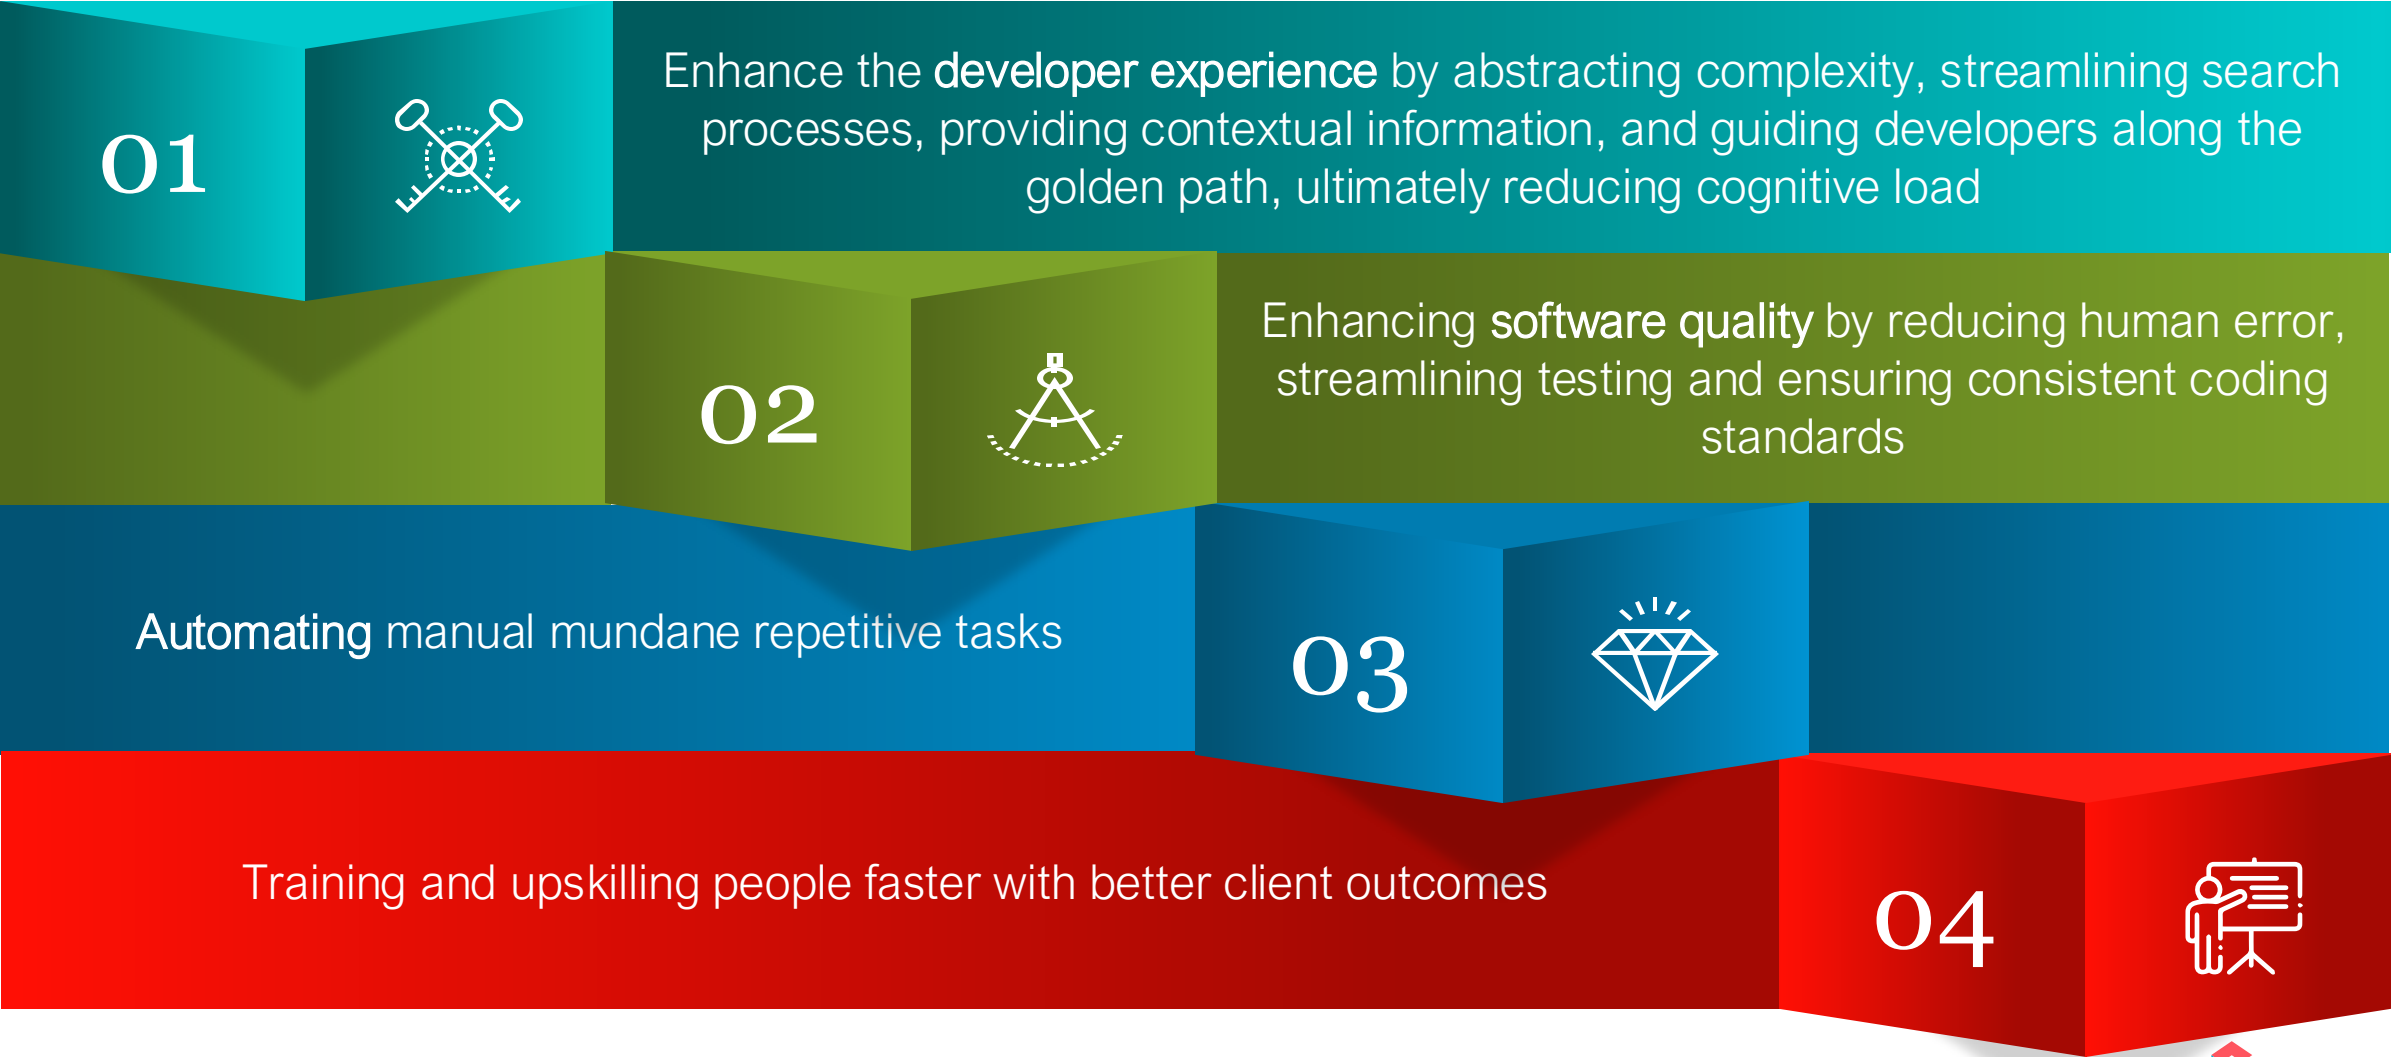 01
Enhance the developer experience by abstracting complexity, streamlining search
processes, providing contextual information, and guiding developers along the
golden path, ultimately reducing cognitive load
02
Enhancing software quality by reducing human error,
streamlining testing and ensuring consistent coding
standards
Automating manual mundane repetitive tasks
03
Training and upskilling people faster with better client outcomes
04